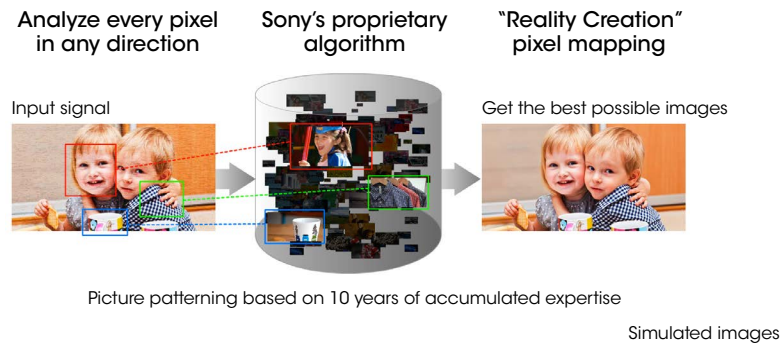 Analyze every pixel
in any direction
Sony's proprietary
algorithm
“Reality Creation”
pixel mapping
Input signal
Get the best possible images
Picture patterning based on 10 years of accumulated expertise
Simulated images